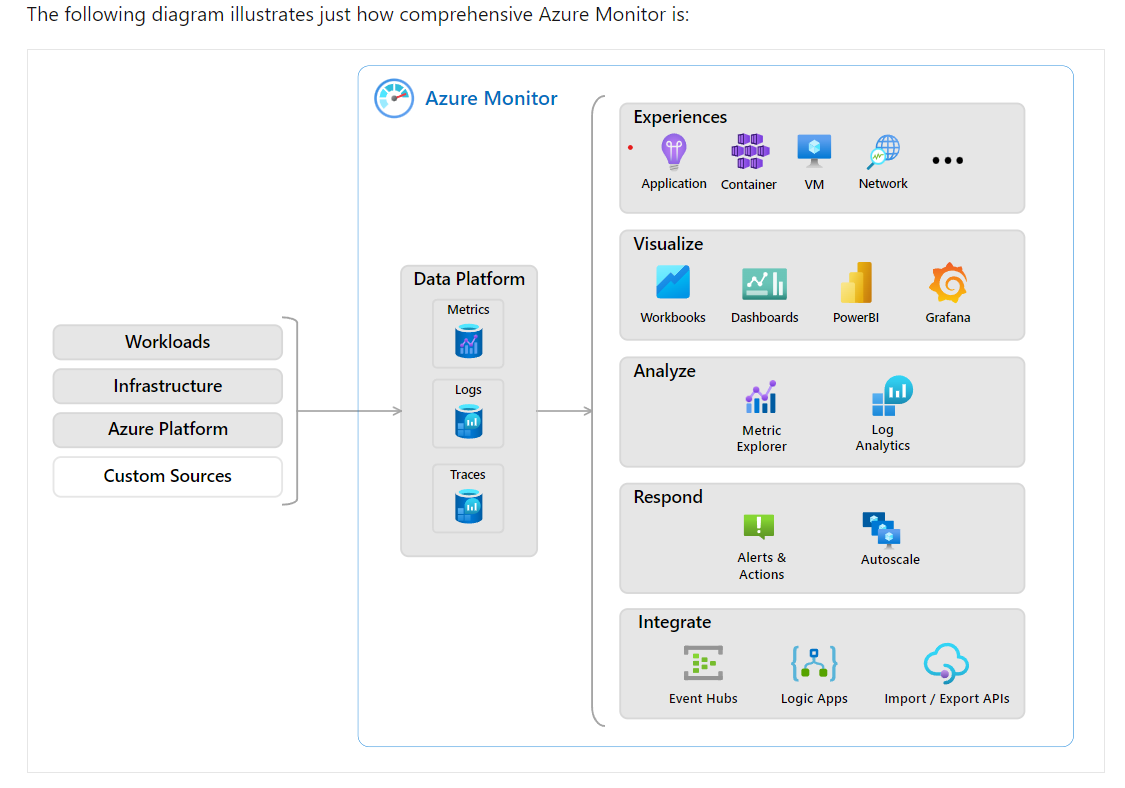 The following diagram illustrates just how comprehensive Azure Monitor is:
Azure Monitor
Workloads
Infrastructure
Azure Platform
Custom Sources
Data Platform
Metrics
Logs
Traces
Experiences
Application
Container
VM
Network
Visualize
Workbooks
Dashboards
PowerBI
Grafana
Analyze
Metric
Explorer
Log
Analytics
Respond
Alerts &
Actions
Autoscale
Integrate
Event Hubs
Logic Apps
Import / Export APIs